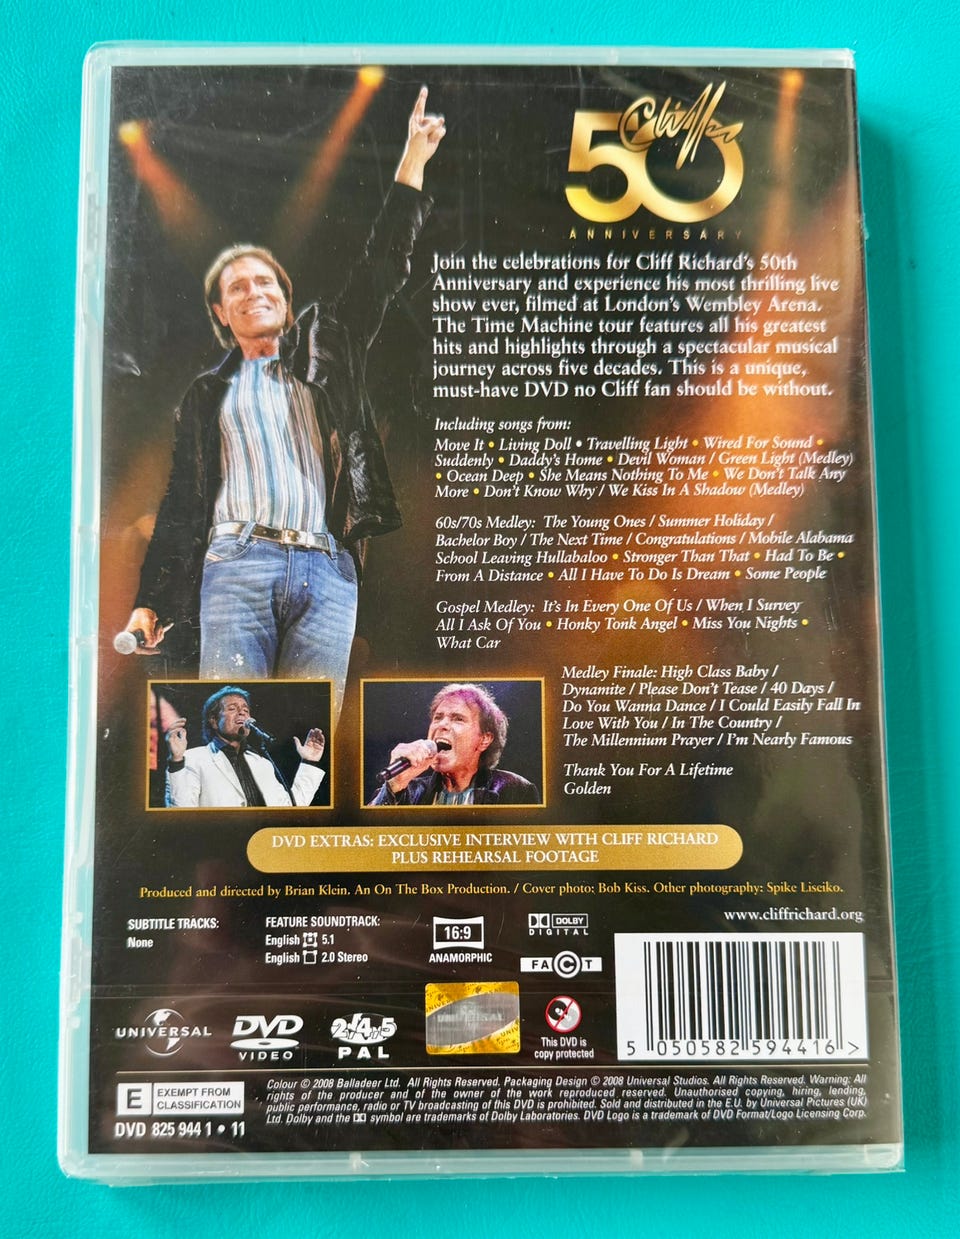 Cliff
50
ANNIVERSARY
Join the celebrations for Cliff Richard's 50th
Anniversary and experience his most thrilling live
show ever, filmed at London's Wembley Arena.
The Time Machine tour features all his greatest
hits and highlights through a spectacular musical
journey across five decades. This is a unique,
must-have DVD no Cliff fan should be without.
Including songs from:
Move It • Living Doll • Travelling Light • Wired For Sound •
Suddenly • Daddy's Home • Devil Woman / Green Light (Medley)
• Ocean Deep • She Means Nothing To Me • We Don't Talk Any
More • Don't Know Why / We Kiss In A Shadow (Medley)
60s/70s Medley: The Young Ones / Summer Holiday /
Bachelor Boy / The Next Time / Congratulations / Mobile Alabama
School Leaving Hullabaloo • Stronger Than That • Had To Be •
From A Distance • All I Have To Do Is Dream • Some People
Gospel Medley: It's In Every One Of Us / When I Survey
All I Ask Of You • Honky Tonk Angel • Miss You Nights •
What Car
Medley Finale: High Class Baby /
Dynamite / Please Don't Tease / 40 Days /
Do You Wanna Dance / I Could Easily Fall In
Love With You / In The Country /
The Millennium Prayer / I'm Nearly Famous
Thank You For A Lifetime
Golden
DVD EXTRAS: EXCLUSIVE INTERVIEW WITH CLIFF RICHARD
PLUS REHEARSAL FOOTAGE
Produced and directed by Brian Klein. An On The Box Production. / Cover photo: Bob Kiss. Other photography: Spike Lisciko.
www.cliffrichard.org
SUBTITLE TRACKS:
None
FEATURE SOUNDTRACK:
English 5.1
English 2.0 Stereo
16:9
ANAMORPHIC
DOLBY
DIGITAL
FACT
UNIVERSAL
DVD
VIDEO
2·4·5
PAL
UNIVERSAL
This DVD is
copy protected
5 050582 594416 >
E EXEMPT FROM
CLASSIFICATION
DVD 825 944 1 • 11
Colour © 2008 Balladeer Ltd. All Rights Reserved. Packaging Design © 2008 Universal Studios. All Rights Reserved. Warning: All
rights of the producer and of the owner of the work reproduced reserved. Unauthorised copying, hiring, lending,
public performance, radio or TV broadcasting of this DVD is prohibited. Sold and distributed in the E.U. by Universal Pictures (UK)
Ltd. Dolby and the DD symbol are trademarks of Dolby Laboratories. DVD Logo is a trademark of DVD Format/Logo Licensing Corp.